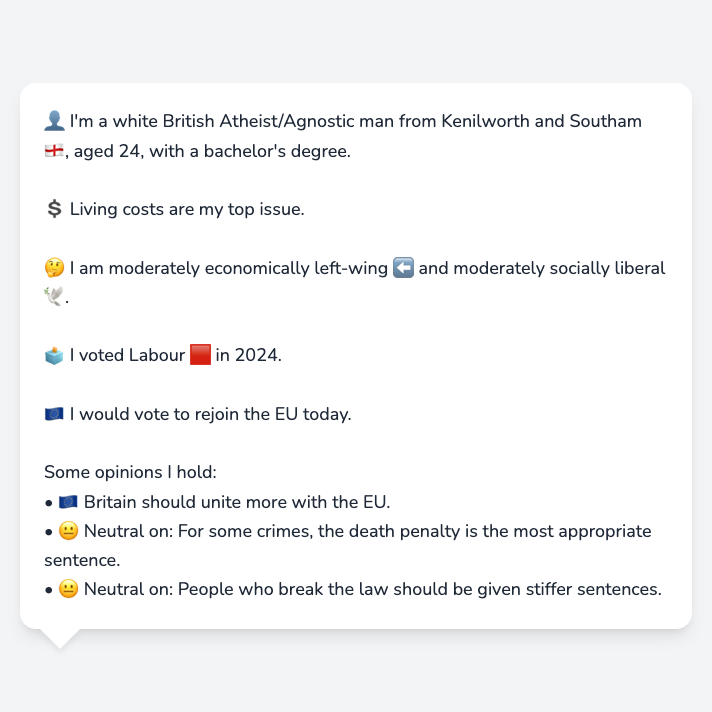 👤 I'm a white British Atheist/Agnostic man from Kenilworth and Southam
🏴󠁧󠁢󠁥󠁮󠁧󠁿, aged 24, with a bachelor's degree.
💲 Living costs are my top issue.
🤔 I am moderately economically left-wing ⬅️ and moderately socially liberal
🕊️.
🗳️ I voted Labour 🟥 in 2024.
🇪🇺 I would vote to rejoin the EU today.
Some opinions I hold:
• 🇪🇺 Britain should unite more with the EU.
• 😐 Neutral on: For some crimes, the death penalty is the most appropriate
sentence.
• 😐 Neutral on: People who break the law should be given stiffer sentences.